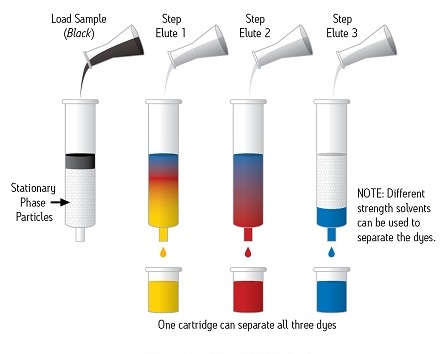 Load Sample
(Black)
Step
Elute 1
Step
Elute 2
Step
Elute 3
Stationary
Phase
Particles
NOTE: Different
strength solvents
can be used to
separate the dyes.
One cartridge can separate all three dyes